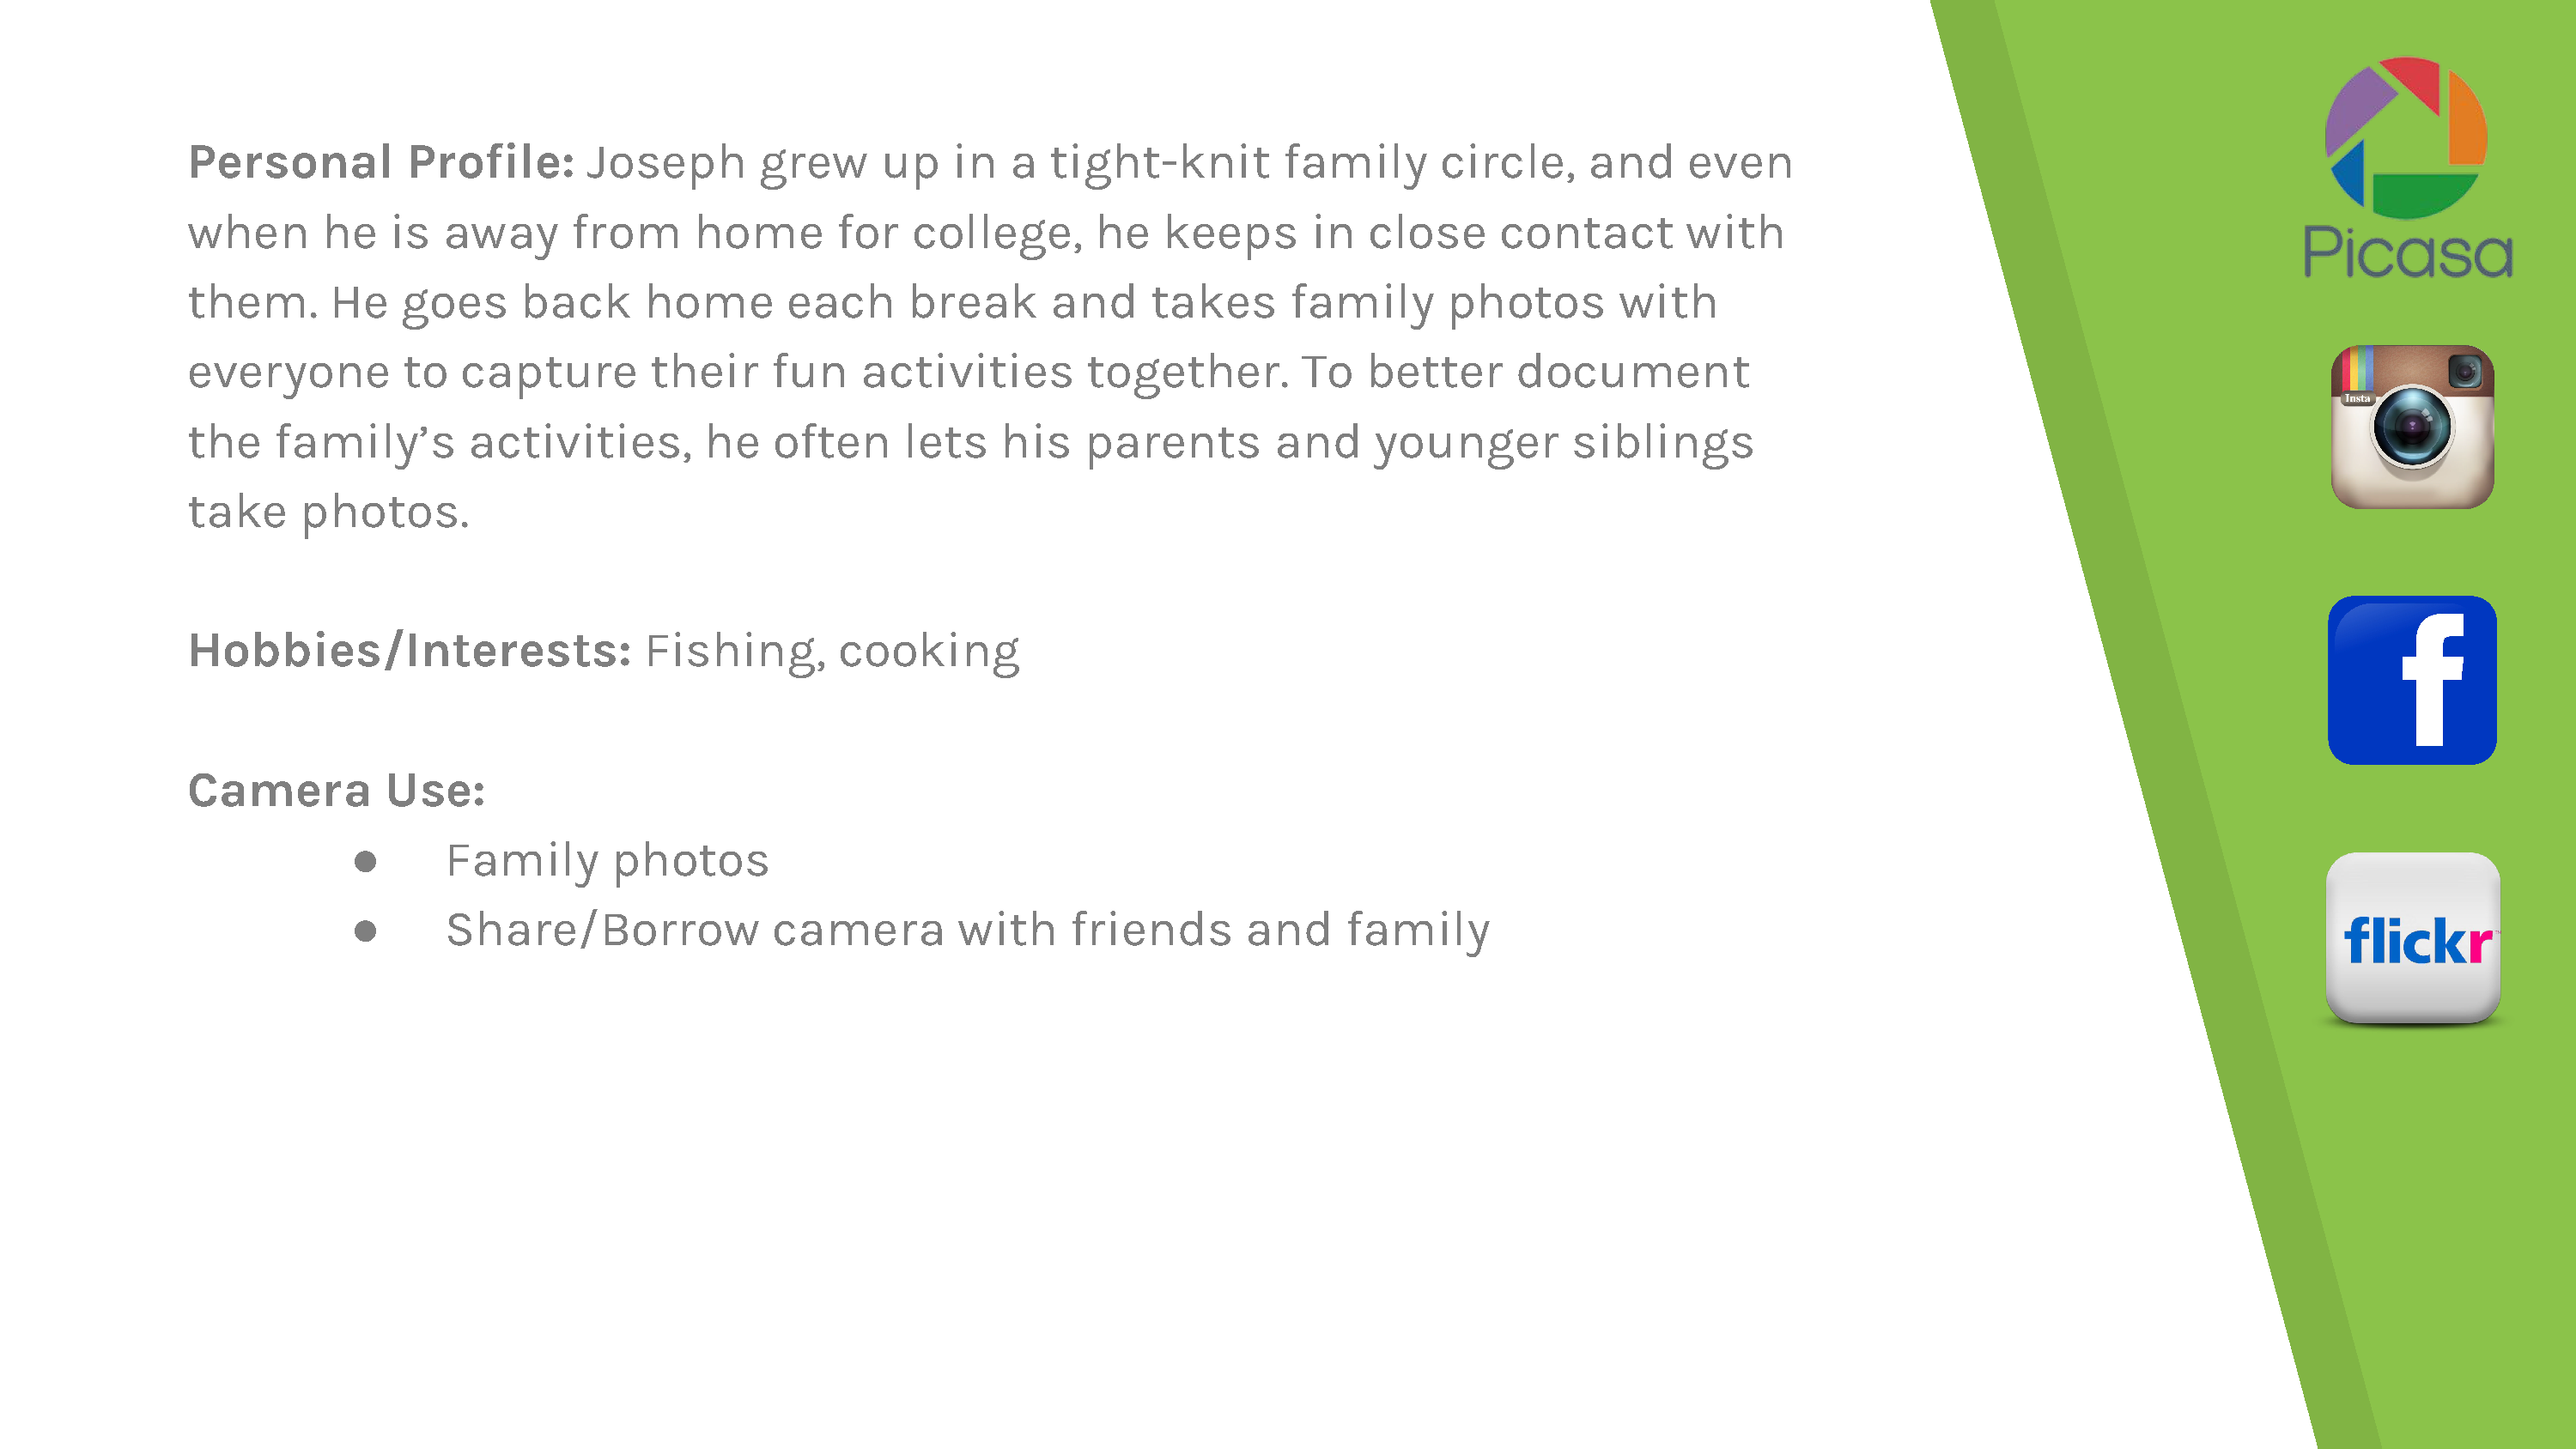 Personal Profile: Joseph grew up in a tight-knit family circle, and even
when he is away from home for college, he keeps in close contact with
them. He goes back home each break and takes family photos with
everyone to capture their fun activities together. To better document
the family’s activities, he often lets his parents and younger siblings
take photos.
Hobbies/Interests: Fishing, cooking
Camera Use:
● Family photos
● Share/Borrow camera with friends and family
Picasa
Insta
f
flickr™